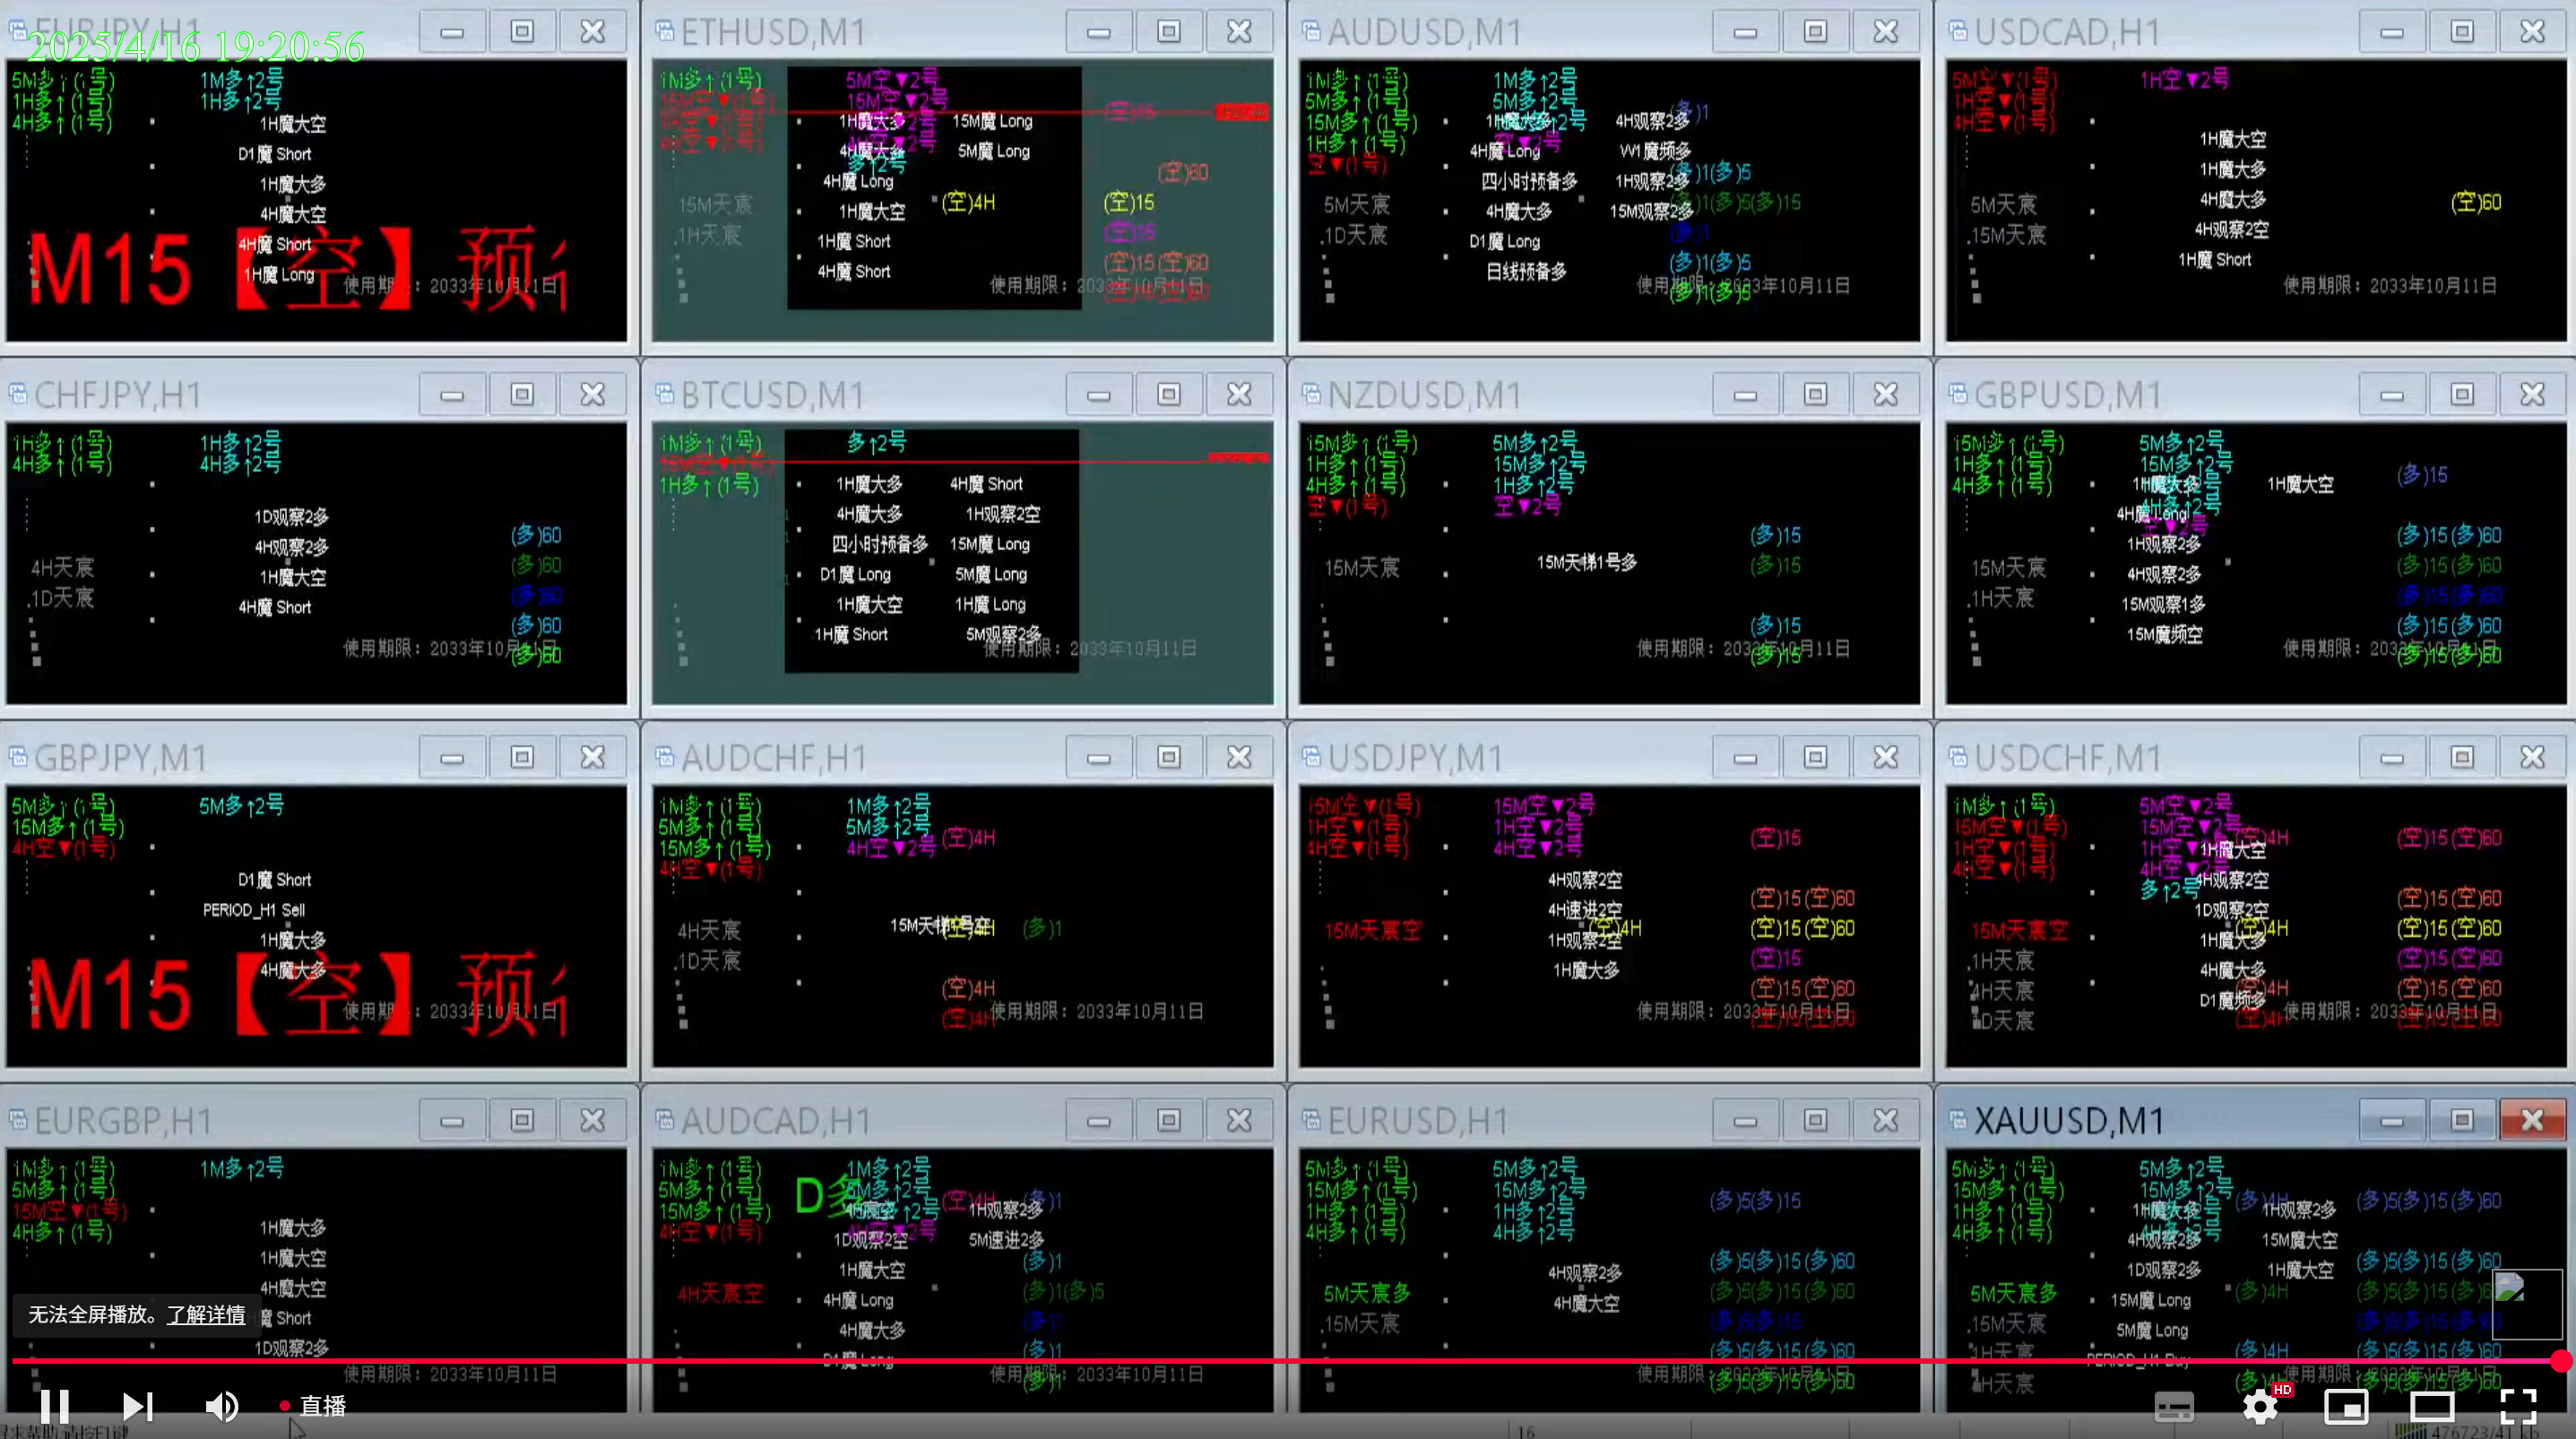 2025/4/16 19:20:56
EURJPY,H1
5M多↑(1号)
1H多↑(1号)
4H多↑(1号)
1M多↑2号
1H多↑2号
1H魔大空
D1魔 Short
1H魔大多
4H魔大空
4H魔 Short
1H魔 Long
M15【空】预
使用期限：2033年10月11日
ETHUSD,M1
1M多↑(1号)
15M空▼(1号)
5M空▼2号
15M空▼2号
多↑2号
1H魔大多
4H魔大多
4H魔 Long
1H魔大空
1H魔 Short
4H魔 Short
15M魔 Long
5M魔 Long
(空)4H
(空)15
(空)60
(空)15
(空)15
(空)15(空)60
(空)15(空)60
15M天宸
.1H天宸
使用期限：2033年10月11日
AUDUSD,M1
1M多↑(1号)
5M多↑(1号)
15M多↑(1号)
1H多↑(1号)
空▼(1号)
1M多↑2号
5M多↑2号
空▼2号
1H魔大多
4H魔 Long
四小时预备多
4H魔大多
D1魔 Long
日线预备多
4H观察2多
W1魔频多
1H观察2多
15M观察2多
(多)1
(多)1(多)5
(多)1(多)5(多)15
(多)1
(多)1(多)5
(多)1(多)5
5M天宸
.1D天宸
使用期限：2033年10月11日
USDCAD,H1
5M空▼(1号)
1H空▼(1号)
4H空▼(1号)
1H空▼2号
1H魔大空
1H魔大多
4H魔大多
4H观察2空
1H魔 Short
(空)60
5M天宸
.15M天宸
使用期限：2033年10月11日
CHFJPY,H1
1H多↑(1号)
4H多↑(1号)
1H多↑2号
4H多↑2号
1D观察2多
4H观察2多
1H魔大空
4H魔 Short
(多)60
(多)60
(多)60
(多)60
(多)60
4H天宸
.1D天宸
使用期限：2033年10月11日
BTCUSD,M1
1M多↑(1号)
15M空▼(1号)
1H多↑(1号)
多↑2号
1H魔大多
4H魔大多
四小时预备多
D1魔 Long
1H魔大空
1H魔 Short
4H魔 Short
1H观察2空
15M魔 Long
5M魔 Long
1H魔 Long
5M观察2多
使用期限：2033年10月11日
NZDUSD,M1
15M多↑(1号)
1H多↑(1号)
4H多↑(1号)
空▼(1号)
5M多↑2号
15M多↑2号
1H多↑2号
空▼2号
15M天梯1号多
(多)15
(多)15
(多)15
(多)15
15M天宸
使用期限：2033年10月11日
GBPUSD,M1
15M多↑(1号)
1H多↑(1号)
4H多↑(1号)
5M多↑2号
15M多↑2号
4H多↑2号
空▼2号
1H魔大多
4H魔 Long
1H观察2多
4H观察2多
15M观察1多
15M魔频空
1H魔大空
(多)15
(多)15(多)60
(多)15(多)60
(多)15(多)60
(多)15(多)60
(多)15(多)60
15M天宸
.1H天宸
使用期限：2033年10月11日
GBPJPY,M1
5M多↑(1号)
15M多↑(1号)
4H空▼(1号)
5M多↑2号
D1魔 Short
PERIOD_H1 Sell
1H魔大多
4H魔大多
M15【空】预
使用期限：2033年10月11日
AUDCHF,H1
1M多↑(1号)
5M多↑(1号)
15M多↑(1号)
4H空▼(1号)
1M多↑2号
5M多↑2号
4H空▼2号
(空)4H
(空)4H
(多)1
(空)4H
(空)4H
4H天宸
.1D天宸
使用期限：2033年10月11日
USDJPY,M1
15M空▼(1号)
1H空▼(1号)
4H空▼(1号)
15M空▼2号
1H空▼2号
4H空▼2号
4H观察2空
4H速进2空
1H观察2空
1H魔大多
(空)4H
(空)15
(空)15(空)60
(空)15(空)60
(空)15
(空)15(空)60
(空)15(空)60
15M天宸空
使用期限：2033年10月11日
USDCHF,M1
1M多↑(1号)
15M空▼(1号)
1H空▼(1号)
4H空▼(1号)
5M空▼2号
15M空▼2号
1H空▼2号
4H空▼2号
多↑2号
1H魔大空
4H观察2空
1D观察2空
1H魔大多
4H魔大多
D1魔频多
(空)4H
(空)4H
(空)4H
(空)4H
(空)15(空)60
(空)15(空)60
(空)15(空)60
(空)15(空)60
(空)15(空)60
(空)15(空)60
15M天宸空
.1H天宸
4H天宸
1D天宸
使用期限：2033年10月11日
EURGBP,H1
1M多↑(1号)
5M多↑(1号)
15M空▼(1号)
4H多↑(1号)
1M多↑2号
1H魔大多
1H魔大空
4H魔大空
魔 Short
1D观察2多
使用期限：2033年10月11日
AUDCAD,H1
1M多↑(1号)
5M多↑(1号)
15M多↑(1号)
4H空▼(1号)
D多
1M多↑2号
5M多↑2号
4H空▼2号
1D观察2空
1H魔大空
4H魔 Long
4H魔大多
D1魔 Long
1H观察2多
5M速进2多
(空)4H
(多)1
(多)1
(多)1(多)5
(多)1
(多)1
(多)1
4H天宸空
使用期限：2033年10月11日
EURUSD,H1
5M多↑(1号)
15M多↑(1号)
1H多↑(1号)
4H多↑(1号)
5M多↑2号
15M多↑2号
1H多↑2号
4H多↑2号
4H观察2多
4H魔大空
(多)5(多)15
(多)5(多)15(多)60
(多)5(多)15(多)60
(多)5(多)15
(多)5(多)15(多)60
(多)5(多)15(多)60
5M天宸多
.15M天宸
使用期限：2033年10月11日
XAUUSD,M1
5M多↑(1号)
15M多↑(1号)
1H多↑(1号)
4H多↑(1号)
5M多↑2号
15M多↑2号
4H多↑2号
1H魔大多
4H观察2多
1D观察2多
15M魔 Long
5M魔 Long
PERIOD_H1 Buy
1H观察2多
15M魔大空
1H魔大空
(多)4H
(多)4H
(多)4H
(多)5(多)15(多)60
(多)5(多)15(多)60
(多)5(多)15(多)60
5M天宸多
.15M天宸
1H天宸
4H天宸
无法全屏播放。了解详情
直播
HD
16
476723/41 kb